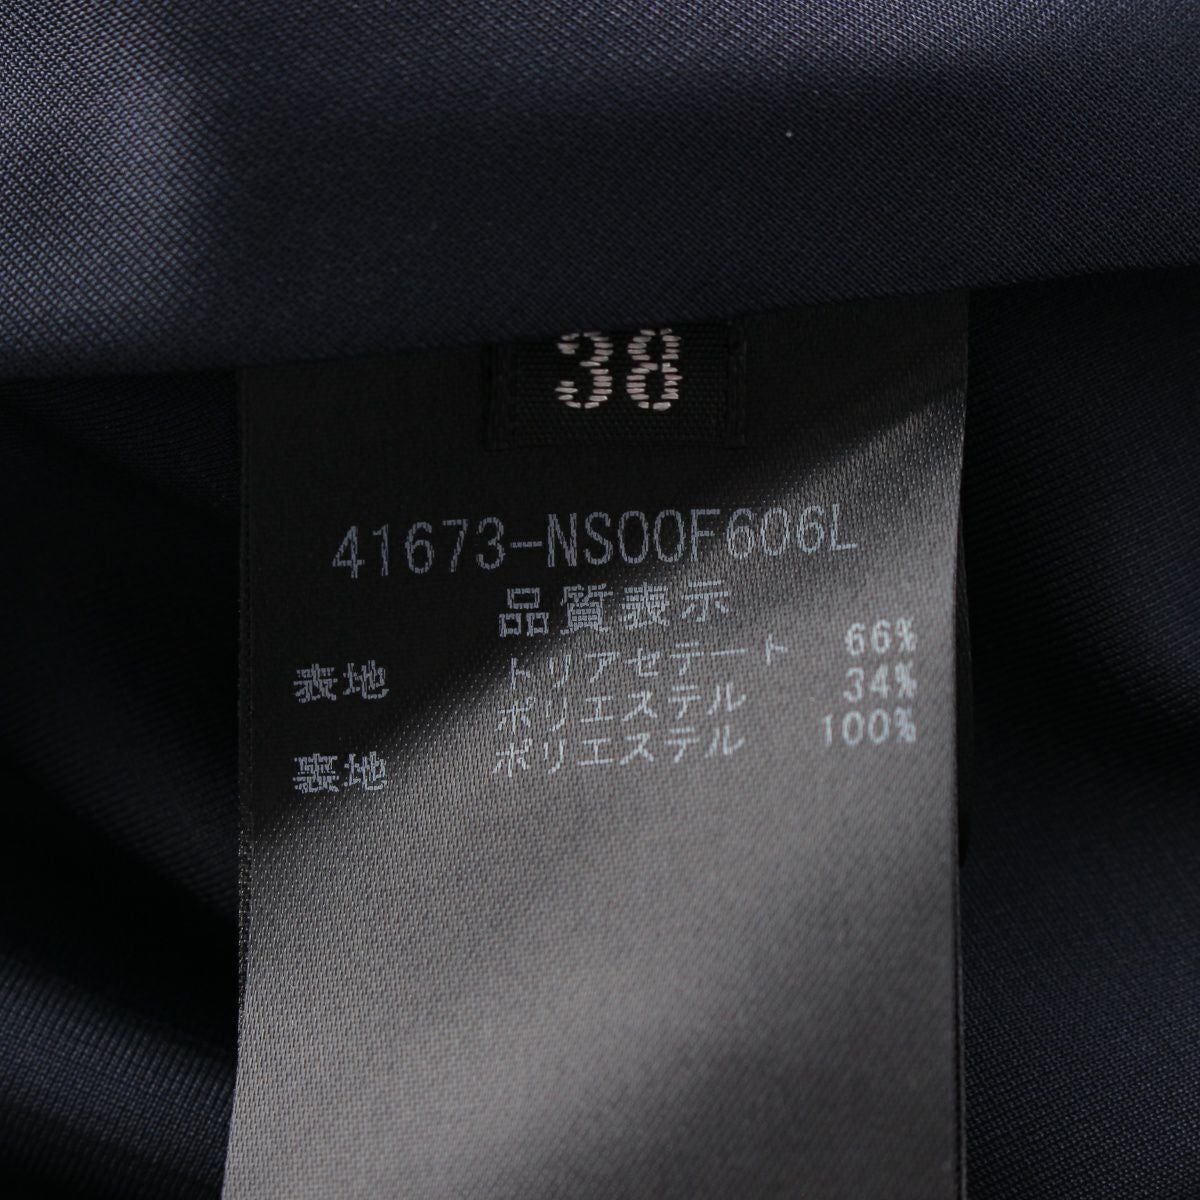 38
41673-NS00F606L
品質表示
表地 トリアセテート 66%
ポリエステル 34%
裏地 ポリエステル 100%